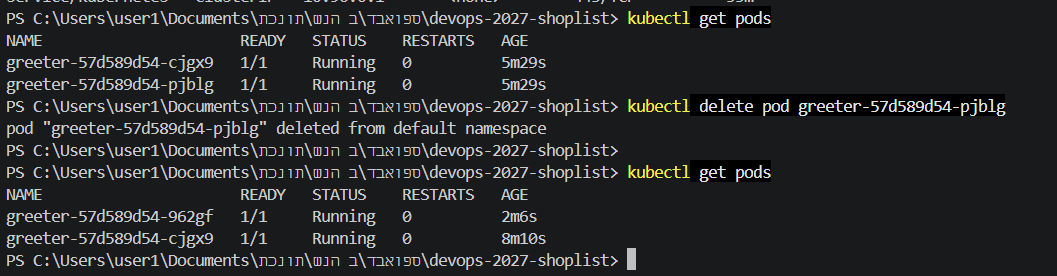 PS C:\Users\user1\Documents\תונכת\ב הנש\ספואבד\devops-2027-shoplist> kubectl get pods
NAME READY STATUS RESTARTS AGE
greeter-57d589d54-cjgx9 1/1 Running 0 5m29s
greeter-57d589d54-pjblg 1/1 Running 0 5m29s
PS C:\Users\user1\Documents\תונכת\ב הנש\ספואבד\devops-2027-shoplist> kubectl delete pod greeter-57d589d54-pjblg
pod "greeter-57d589d54-pjblg" deleted from default namespace
PS C:\Users\user1\Documents\תונכת\ב הנש\ספואבד\devops-2027-shoplist>
PS C:\Users\user1\Documents\תונכת\ב הנש\ספואבד\devops-2027-shoplist> kubectl get pods
NAME READY STATUS RESTARTS AGE
greeter-57d589d54-962gf 1/1 Running 0 2m6s
greeter-57d589d54-cjgx9 1/1 Running 0 8m10s
PS C:\Users\user1\Documents\תונכת\ב הנש\ספואבד\devops-2027-shoplist>